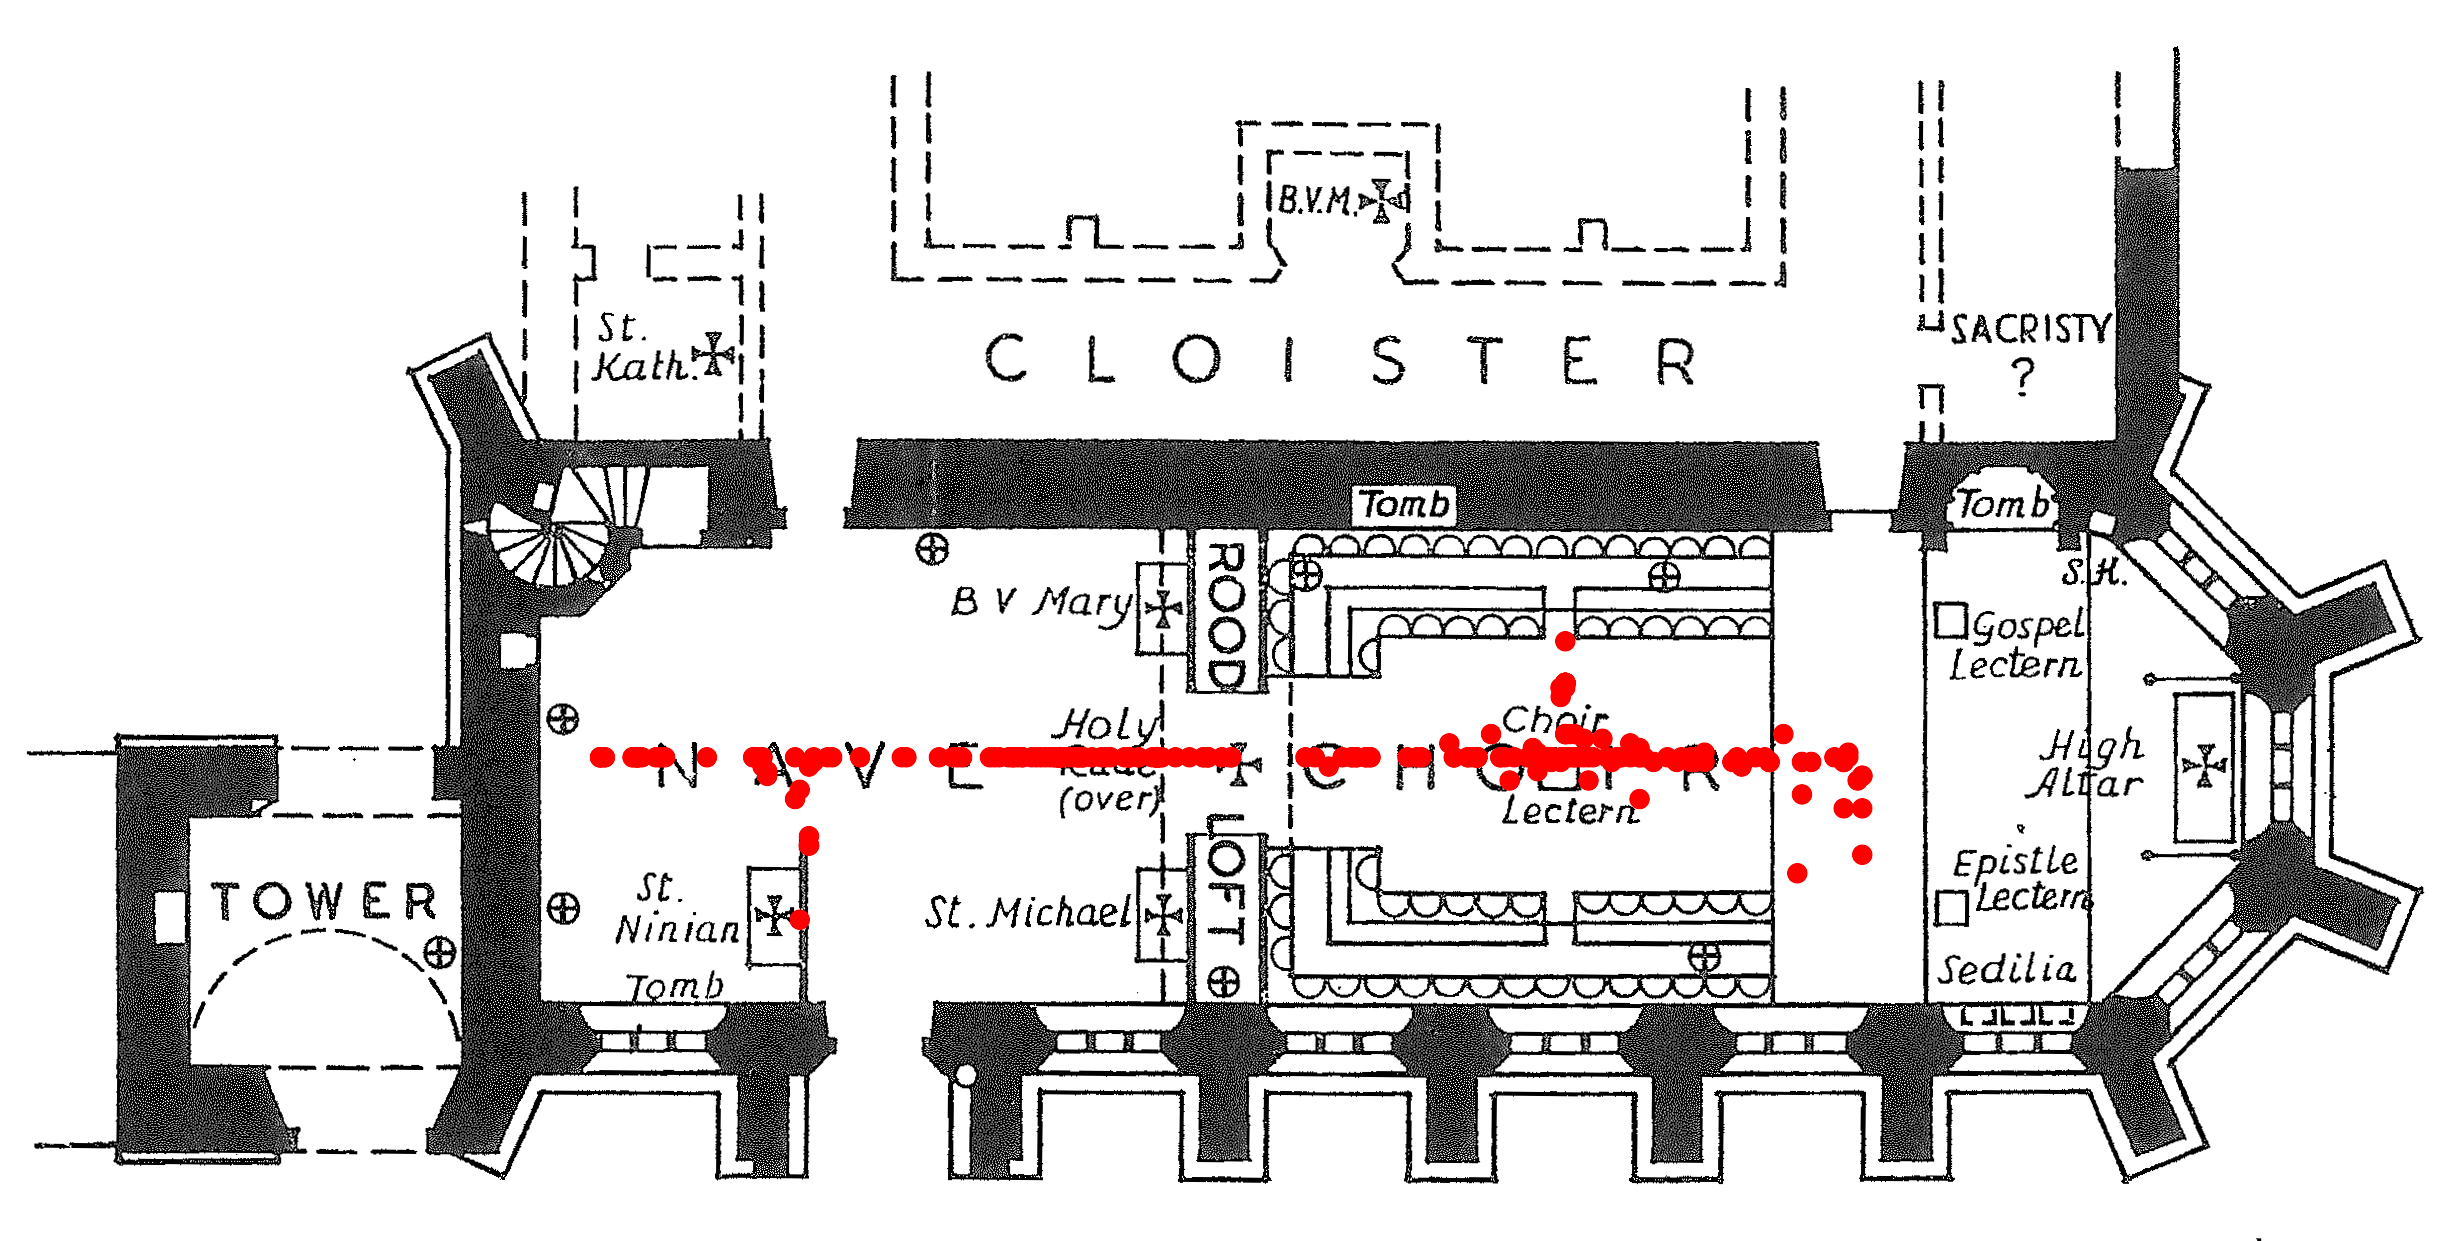 B.V.M.
St.
Kath.
CLOISTER
SACRISTY
?
Tomb
Tomb
S.H.
ROOD
B V Mary
Gospel
Lectern
Holy
Choir
NAVE
CHOIR
High
Altar
(over)
Lectern
LOFT
Epistle
Lectern
TOWER
St.
Ninian
St. Michael
Sedilia
Tomb